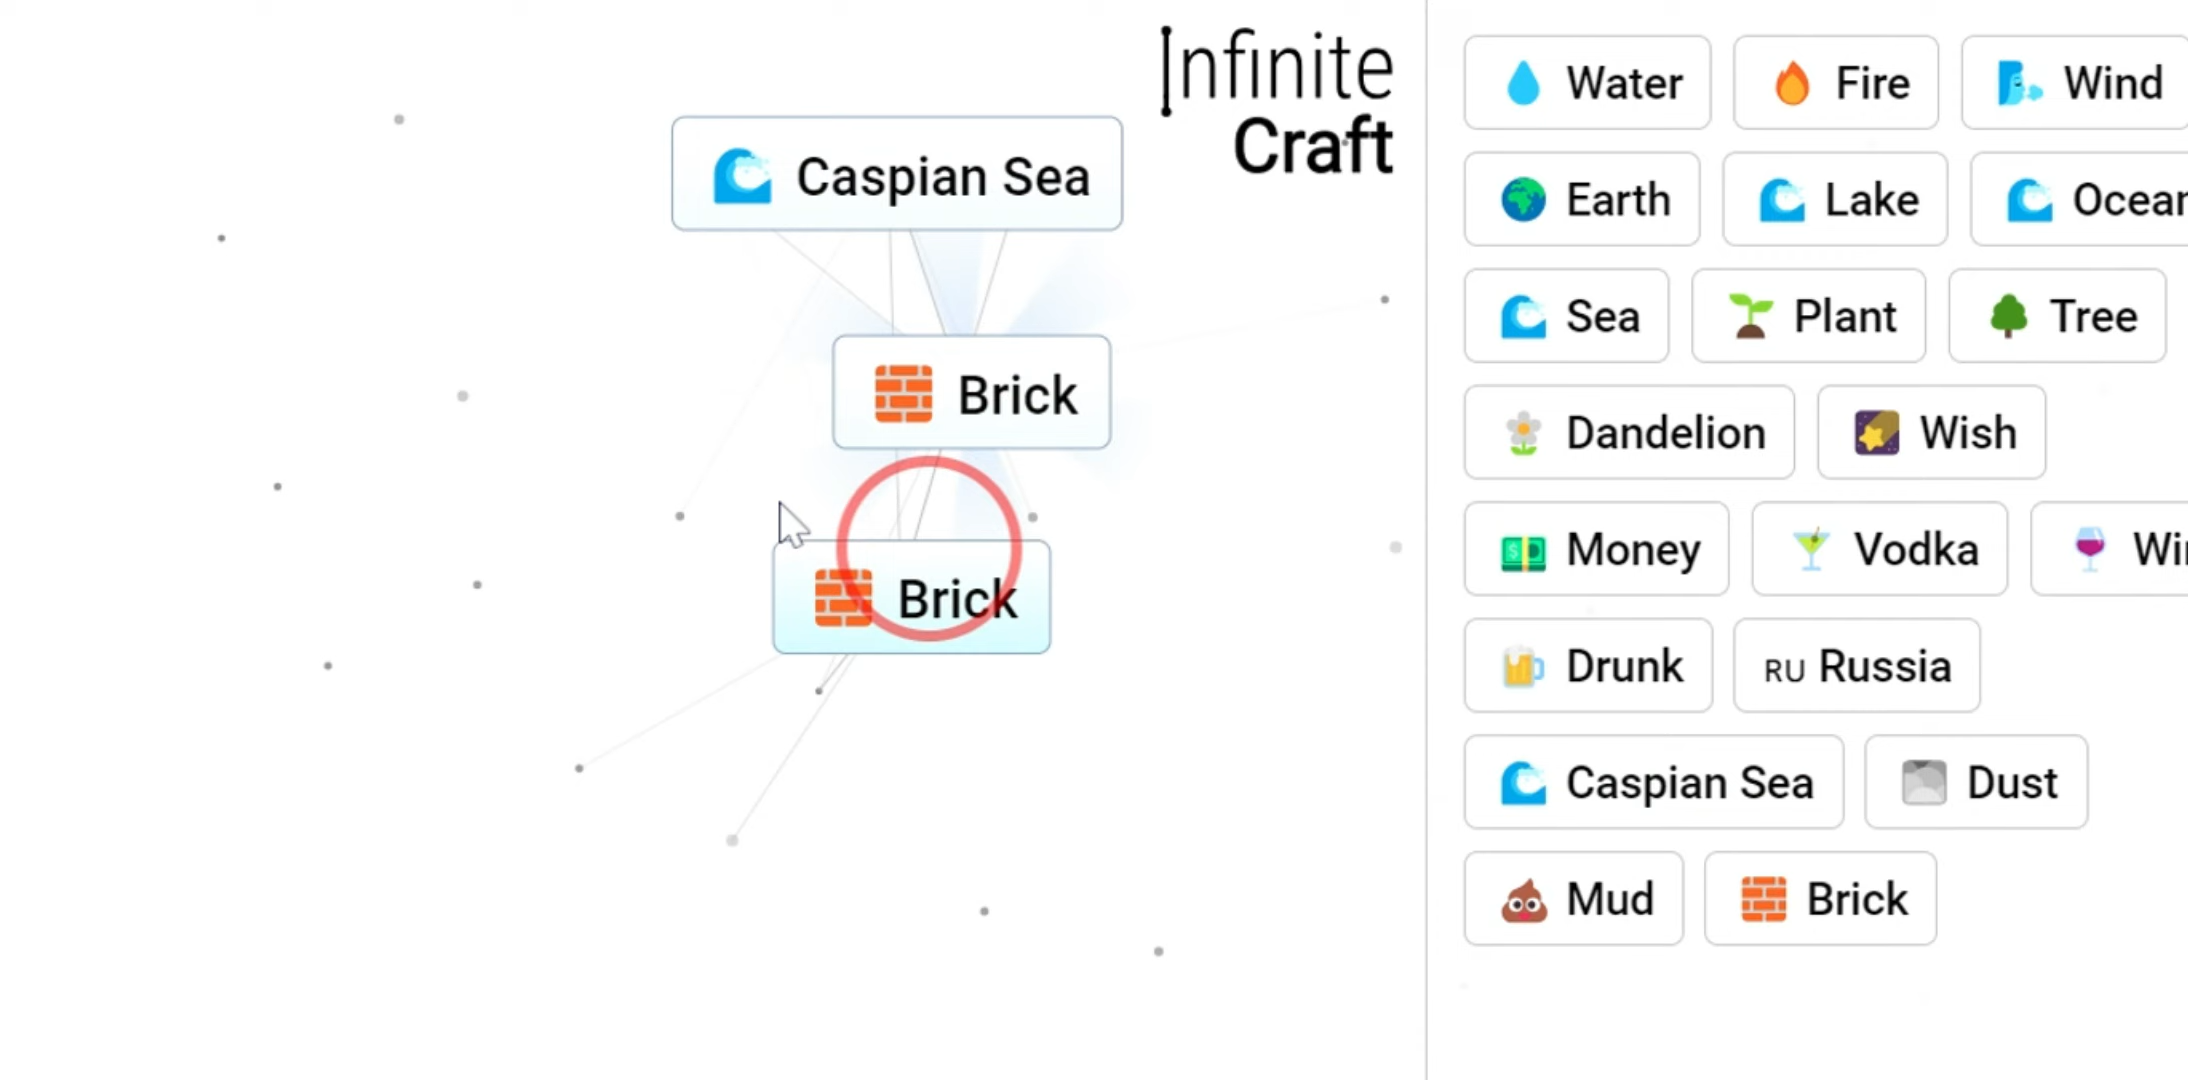 Infinite
Craft
Caspian Sea
Brick
Brick
Water Fire Wind
Earth Lake
Sea Plant Tree
Dandelion Wish
Money Vodka
Drunk RU Russia
Caspian Sea Dust
Mud Brick